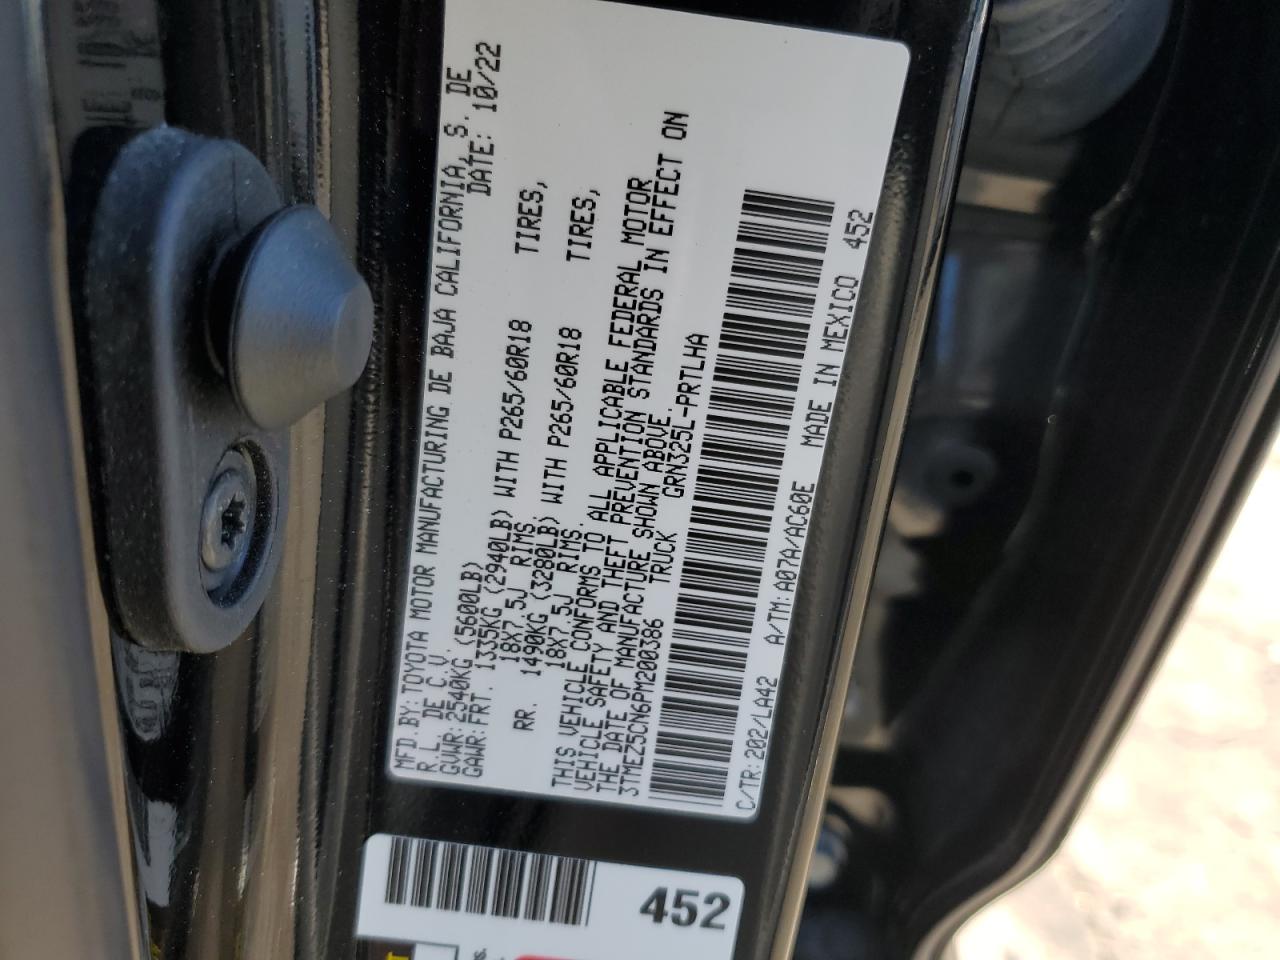 MFD.BY:TOYOTA MOTOR MANUFACTURING DE BAJA CALIFORNIA, S. DE
R.L. DE C.V. DATE: 10/22
GVWR:2540KG (5600LB)
GAWR:FRT. 1335KG (2940LB) WITH P265/60R18 TIRES,
18X7.5J RIMS
RR. 1490KG (3280LB) WITH P265/60R18 TIRES,
18X7.5J RIMS.
THIS VEHICLE CONFORMS TO ALL APPLICABLE FEDERAL MOTOR
VEHICLE SAFETY AND THEFT PREVENTION STANDARDS IN EFFECT ON
THE DATE OF MANUFACTURE SHOWN ABOVE.
3TMEZ5CN6PM200386 TRUCK GRN325L-PRTLHA
C/TR:202/LA42 A/TM:A07A/AC60E MADE IN MEXICO 452
452